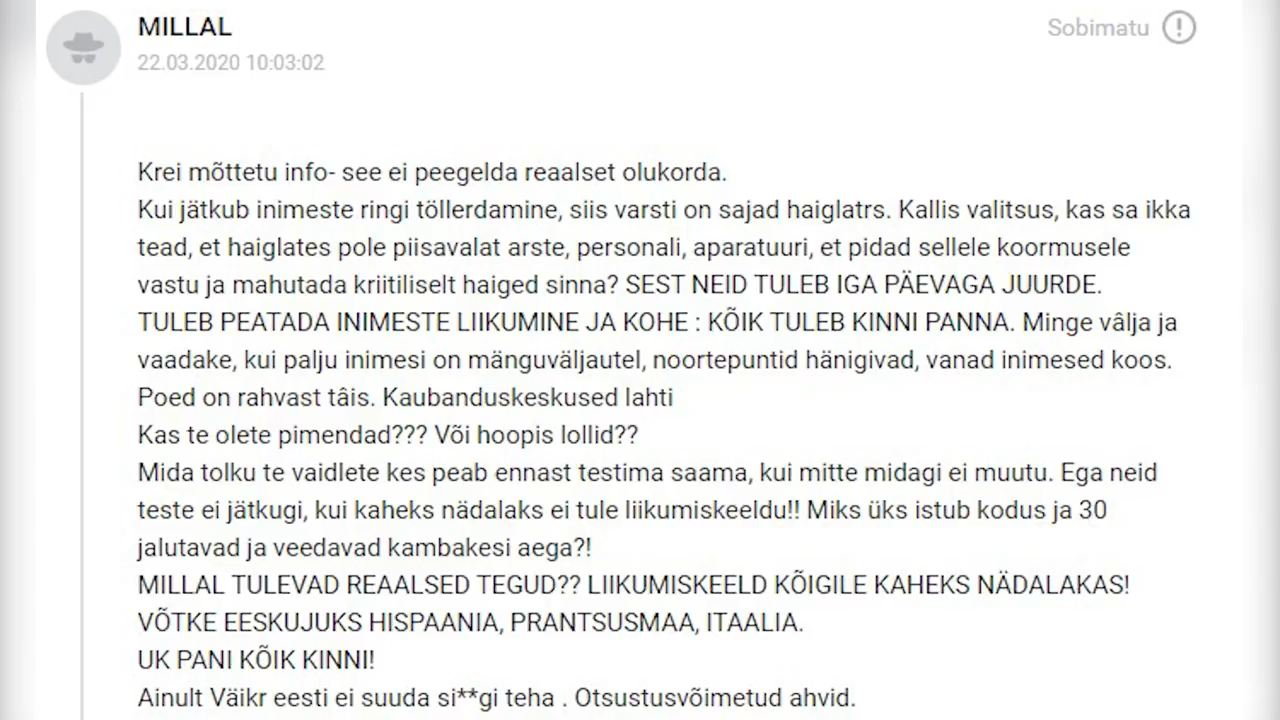 MILLAL
Sobimatu
22.03.2020 10:03:02
Krei mõttetu info- see ei peegelda reaalset olukorda.
Kui jätkub inimeste ringi töllerdamine, siis varsti on sajad haiglatrs. Kallis valitsus, kas sa ikka
tead, et haiglates pole piisavalat arste, personali, aparatuuri, et pidad sellele koormusele
vastu ja mahutada kriitiliselt haiged sinna? SEST NEID TULEB IGA PÄEVAGA JUURDE.
TULEB PEATADA INIMESTE LIIKUMINE JA KOHE : KÕIK TULEB KINNI PANNA. Minge vâlja ja
vaadake, kui palju inimesi on mänguväljautel, noortepuntid hänigivad, vanad inimesed koos.
Poed on rahvast tâis. Kaubanduskeskused lahti
Kas te olete pimendad??? Või hoopis lollid??
Mida tolku te vaidlete kes peab ennast testima saama, kui mitte midagi ei muutu. Ega neid
teste ei jätkugi, kui kaheks nädalaks ei tule liikumiskeeldu!! Miks üks istub kodus ja 30
jalutavad ja veedavad kambakesi aega?!
MILLAL TULEVAD REAALSED TEGUD?? LIIKUMISKEELD KÕIGILE KAHEKS NÄDALAKAS!
VÕTKE EESKUJUKS HISPAANIA, PRANTSUSMAA, ITAALIA.
UK PANI KÕIK KINNI!
Ainult Väikr eesti ei suuda si**gi teha . Otsustusvõimetud ahvid.